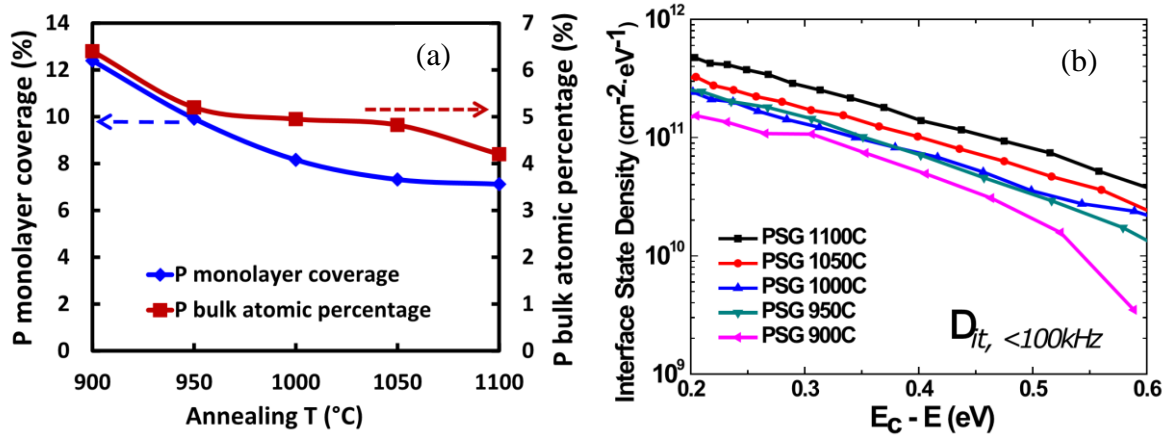 (a)
P monolayer coverage (%)
14
12
10
8
6
4
2
0
P monolayer coverage
P bulk atomic percentage
900
950
1000
1050
1100
Annealing T (°C)
7
6
5
4
3
2
1
0
P bulk atomic percentage (%)
(b)
Interface State Density (cm⁻²·eV⁻¹)
10¹²
10¹¹
10¹⁰
10⁹
PSG 1100C
PSG 1050C
PSG 1000C
PSG 950C
PSG 900C
Dit, <100kHz
0.2
0.3
0.4
0.5
0.6
EC - E (eV)